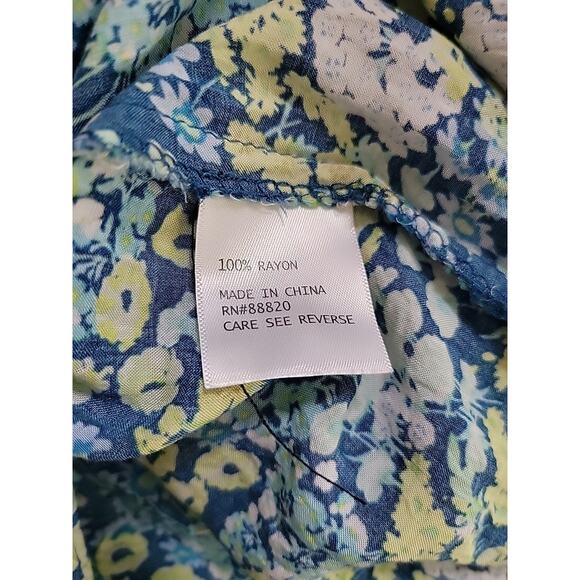 100% RAYON
MADE IN CHINA
RN#88820
CARE SEE REVERSE